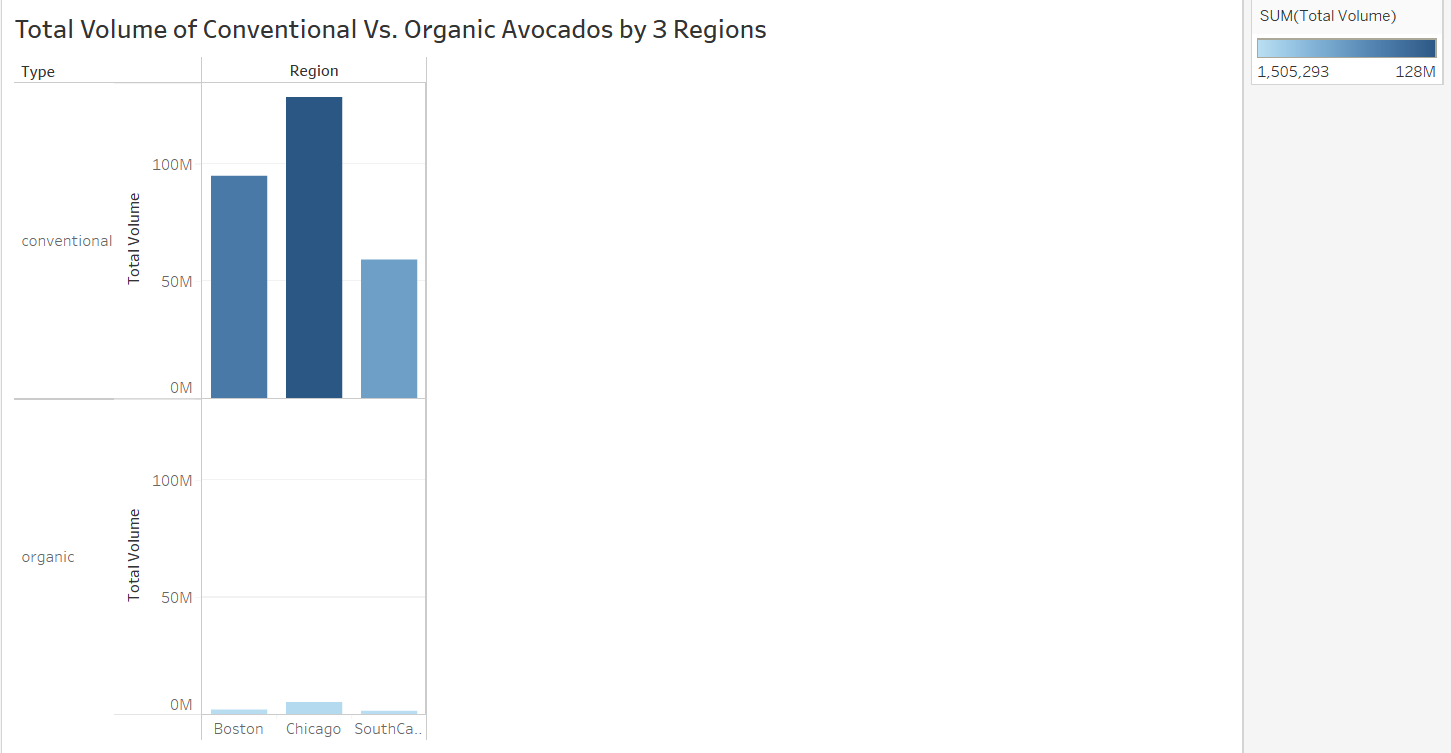 Total Volume of Conventional Vs. Organic Avocados by 3 Regions
SUM(Total Volume)
1,505,293 128M
Type Region
conventional
Total Volume
100M
50M
0M
organic
Total Volume
100M
50M
0M
Boston Chicago SouthCa..